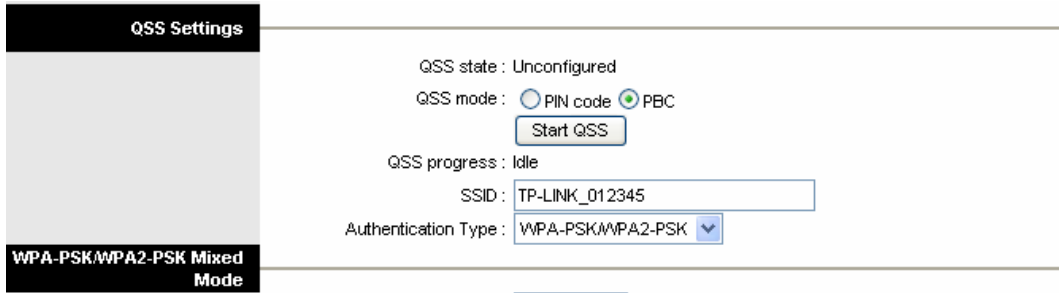 QSS Settings
QSS state : Unconfigured
QSS mode : PIN code PBC
Start QSS
QSS progress : Idle
SSID : TP-LINK_012345
Authentication Type : WPA-PSK/WPA2-PSK
WPA-PSK/WPA2-PSK Mixed
Mode